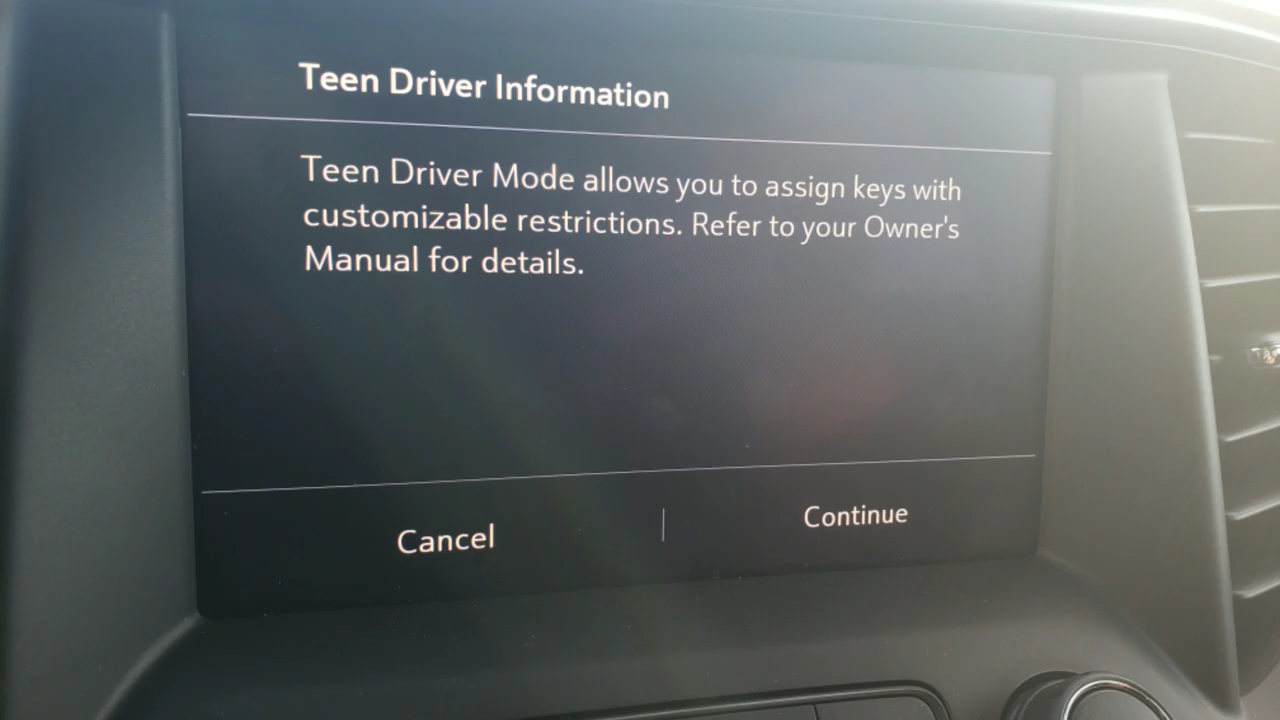 Teen Driver Information
Teen Driver Mode allows you to assign keys with
customizable restrictions. Refer to your Owner's
Manual for details.
Cancel
Continue